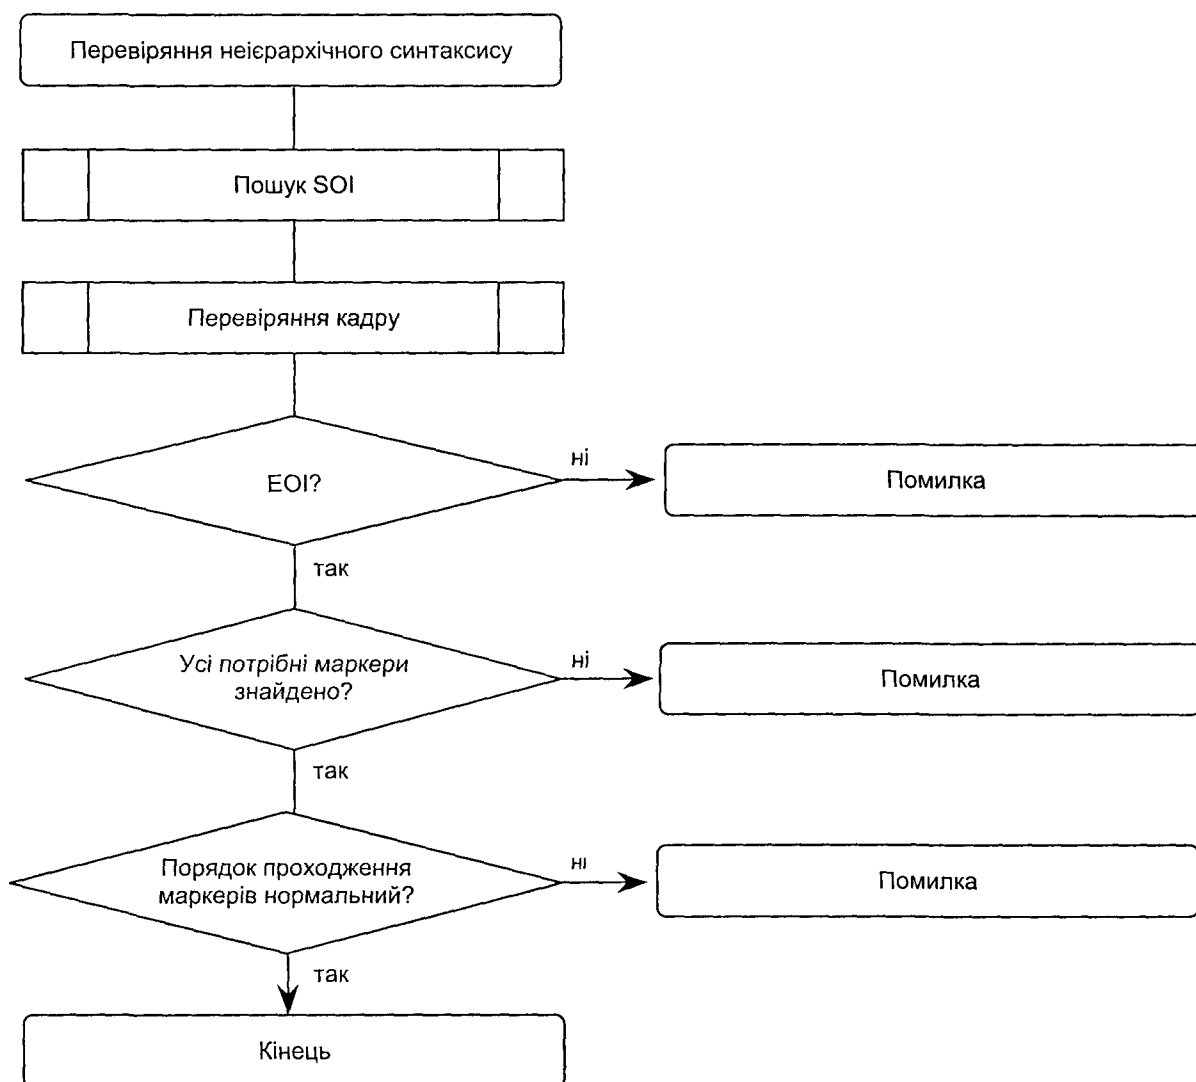 Перевіряння неієрархічного синтаксису
Пошук SOI
Перевіряння кадру
EOI?
ні
Помилка
так
Усі потрібні маркери
знайдено?
ні
Помилка
так
Порядок проходження
маркерів нормальний?
ні
Помилка
так
Кінець